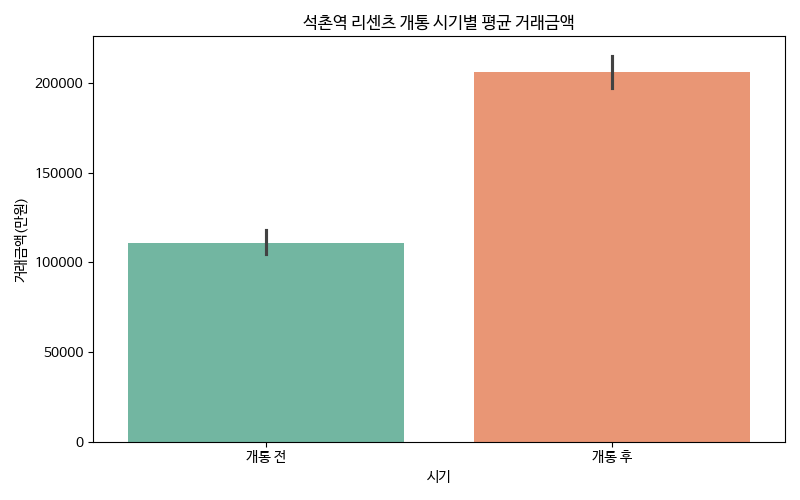 석촌역 리센츠 개통 시기별 평균 거래금액
거래금액(만원)
200000
150000
100000
50000
0
개통 전
개통 후
시기